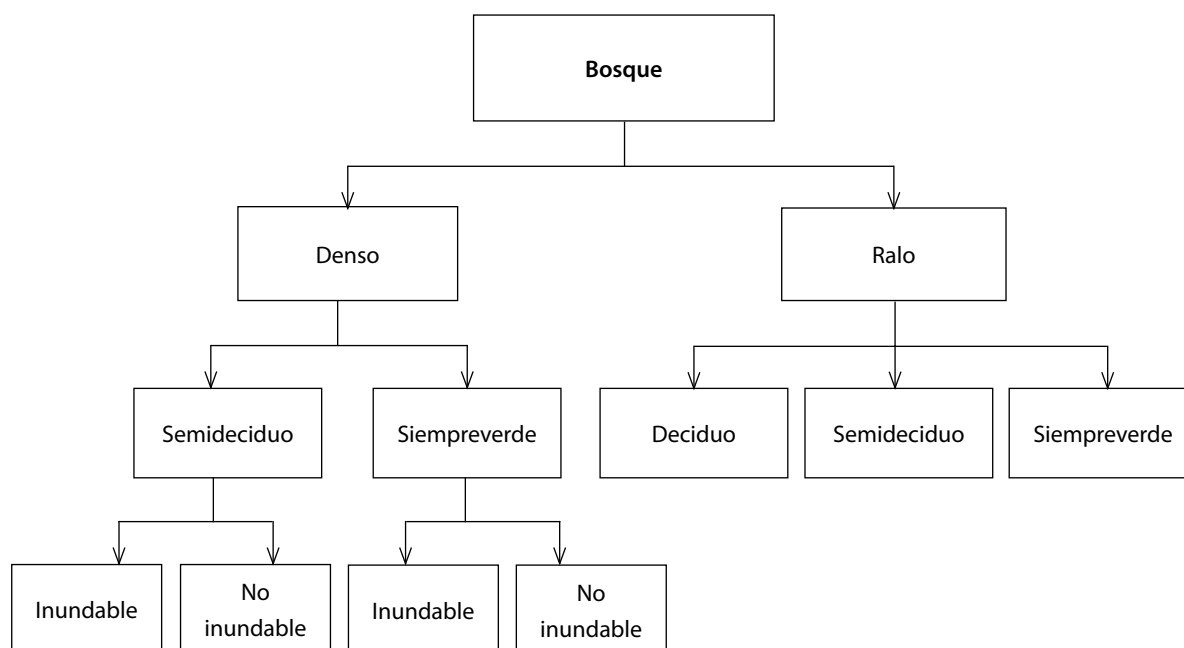 Bosque
Denso
Ralo
Semideciduo
Siempreverde
Deciduo
Semideciduo
Siempreverde
Inundable
No
inundable
Inundable
No
inundable